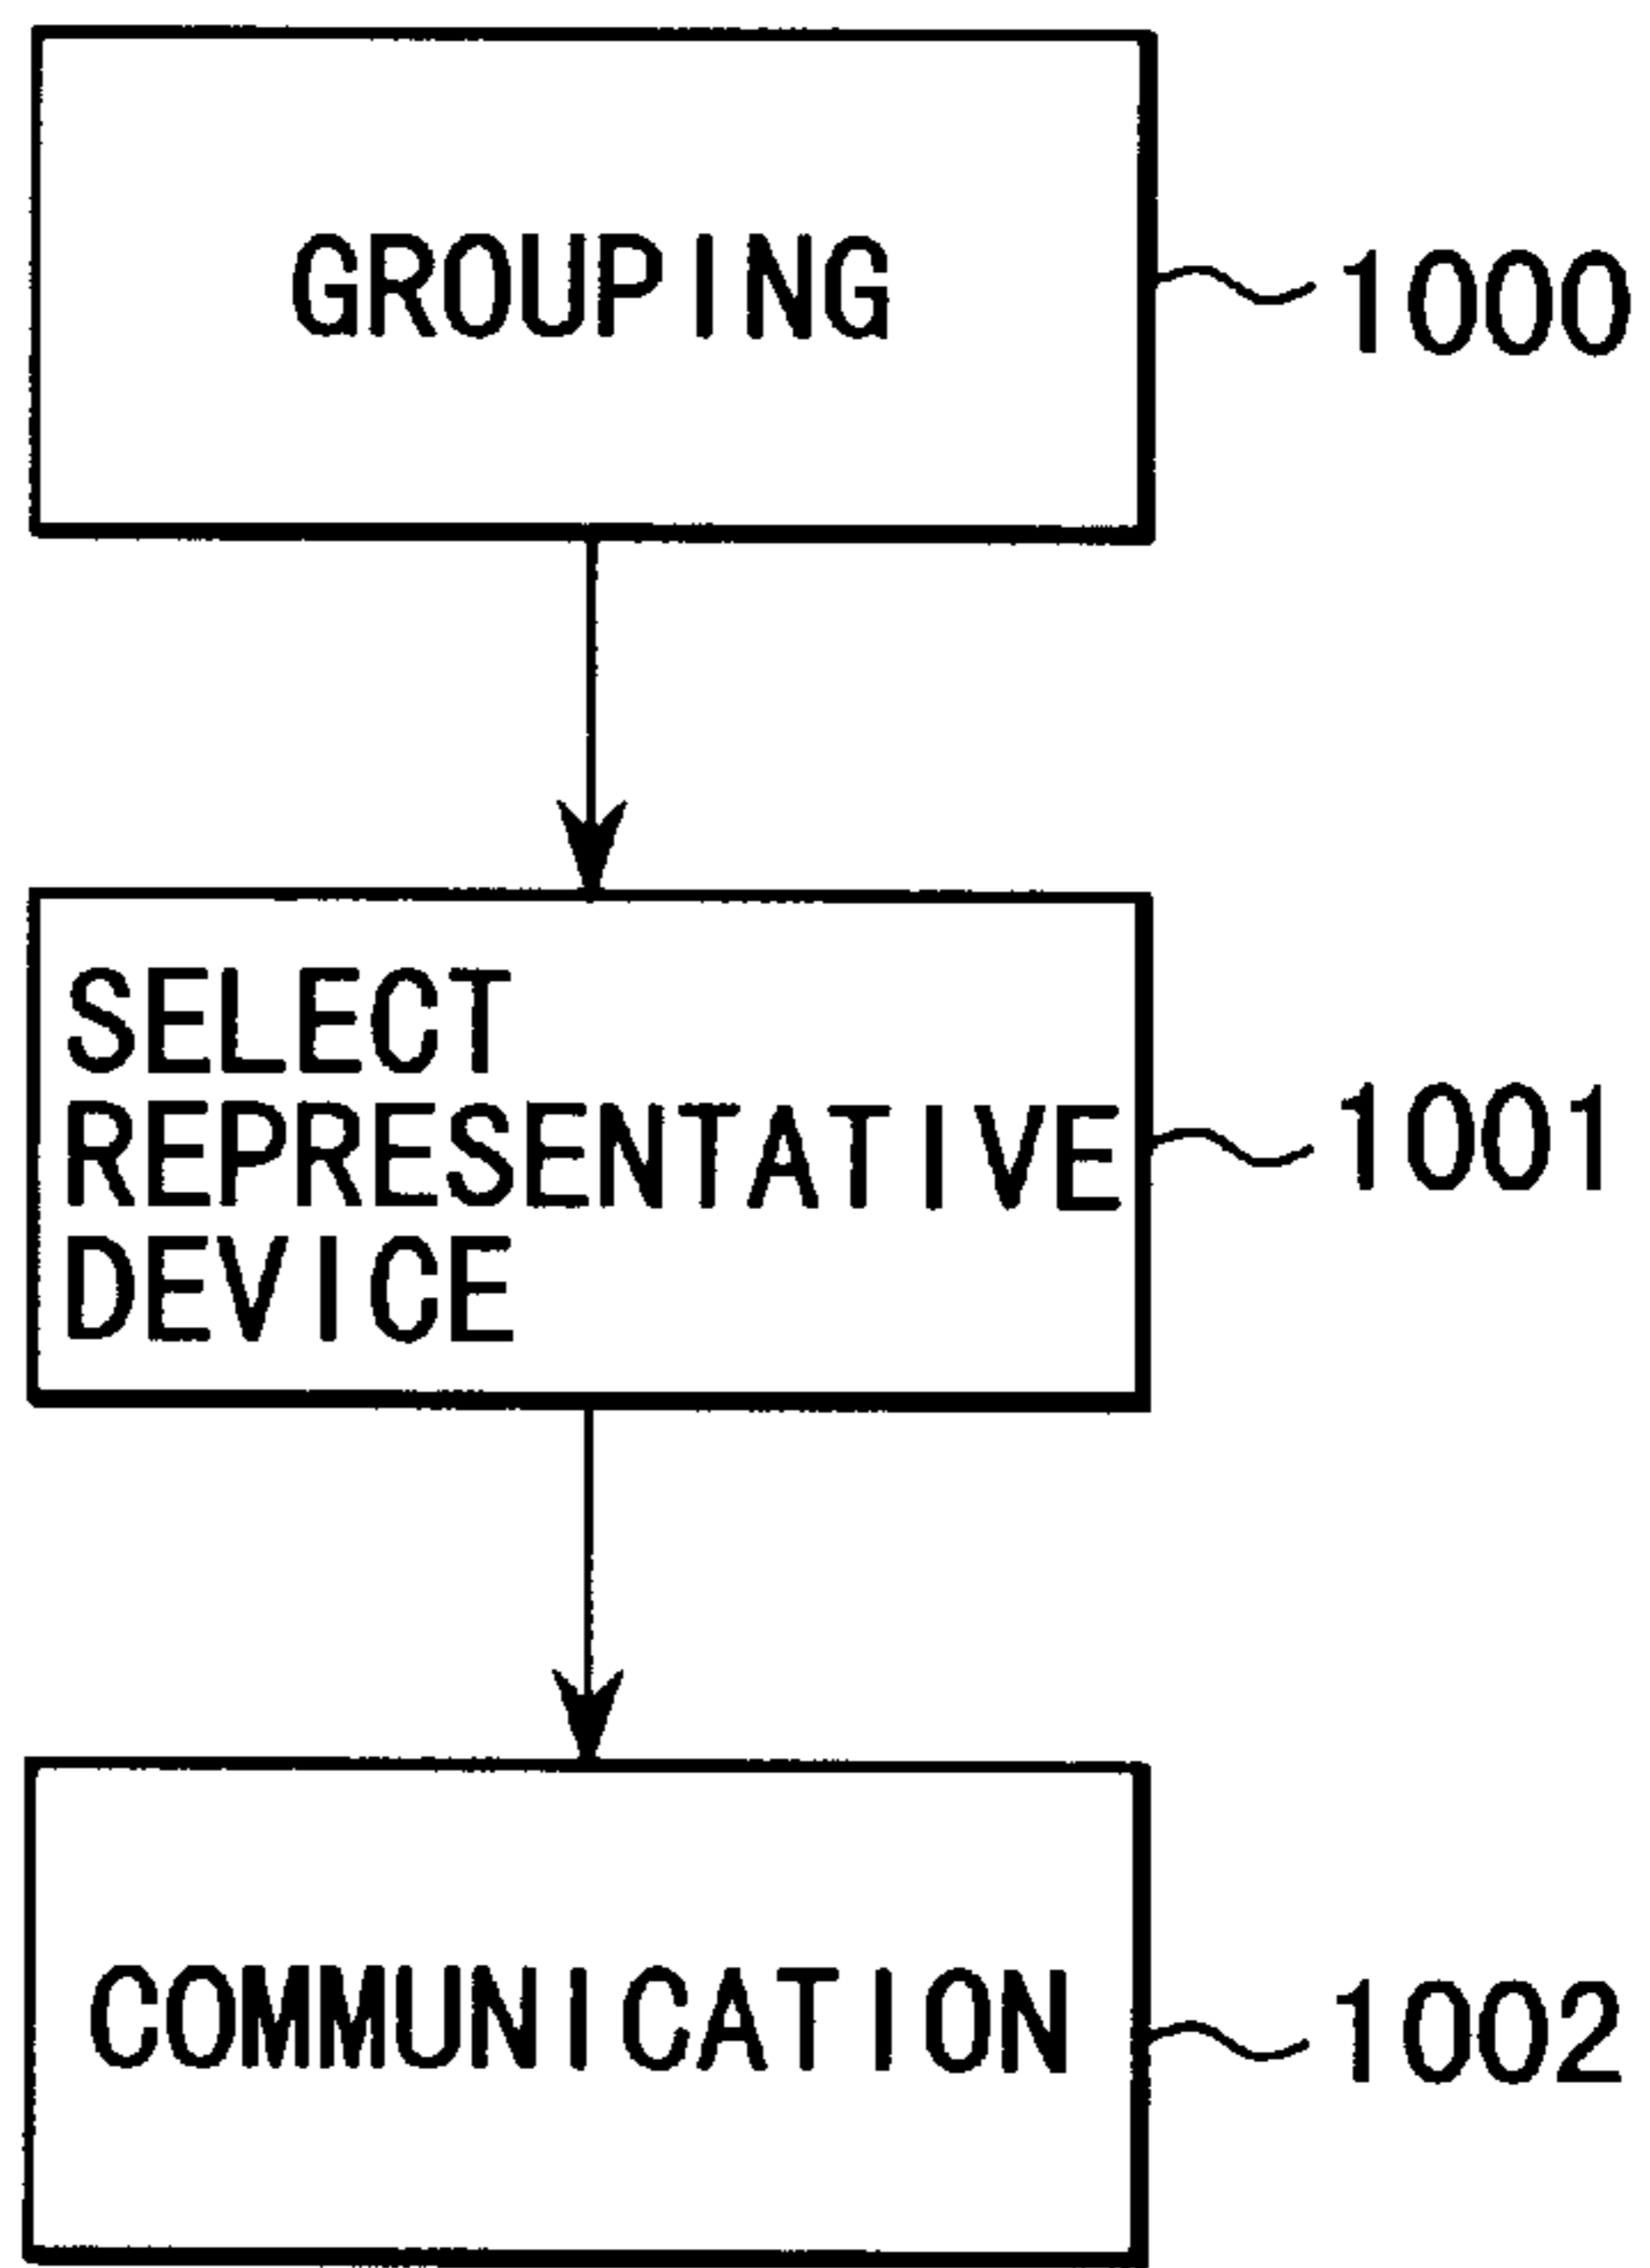 GROUPING
1000
SELECT
REPRESENTATIVE
DEVICE
1001
COMMUNICATION
1002